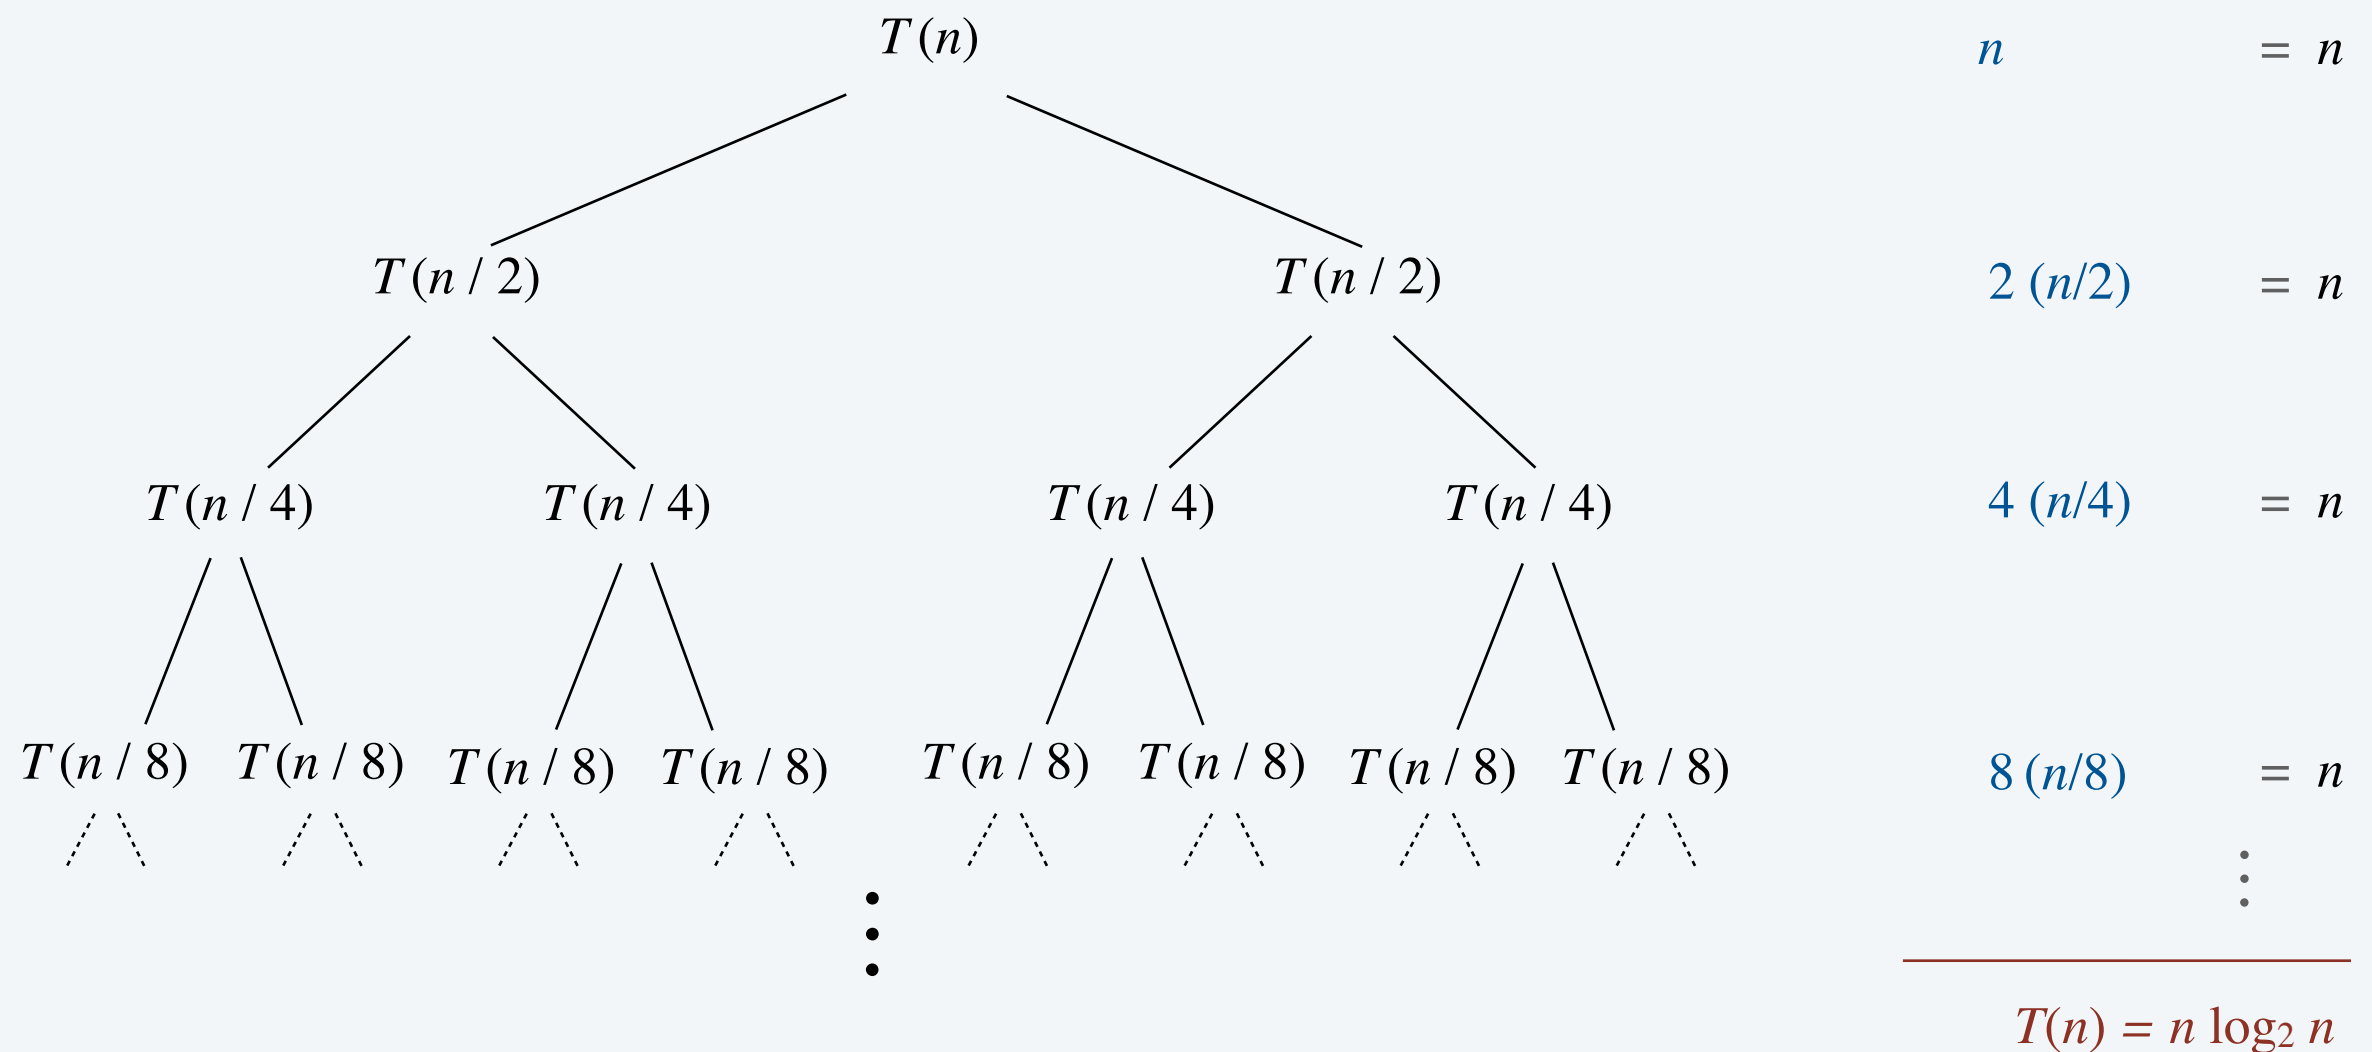 T(n) n = n
T(n / 2) T(n / 2) 2 (n/2) = n
T(n / 4) T(n / 4) T(n / 4) T(n / 4) 4 (n/4) = n
T(n / 8) T(n / 8) T(n / 8) T(n / 8) T(n / 8) T(n / 8) T(n / 8) T(n / 8) 8 (n/8) = n
⋮ ⋮
T(n) = n log₂ n